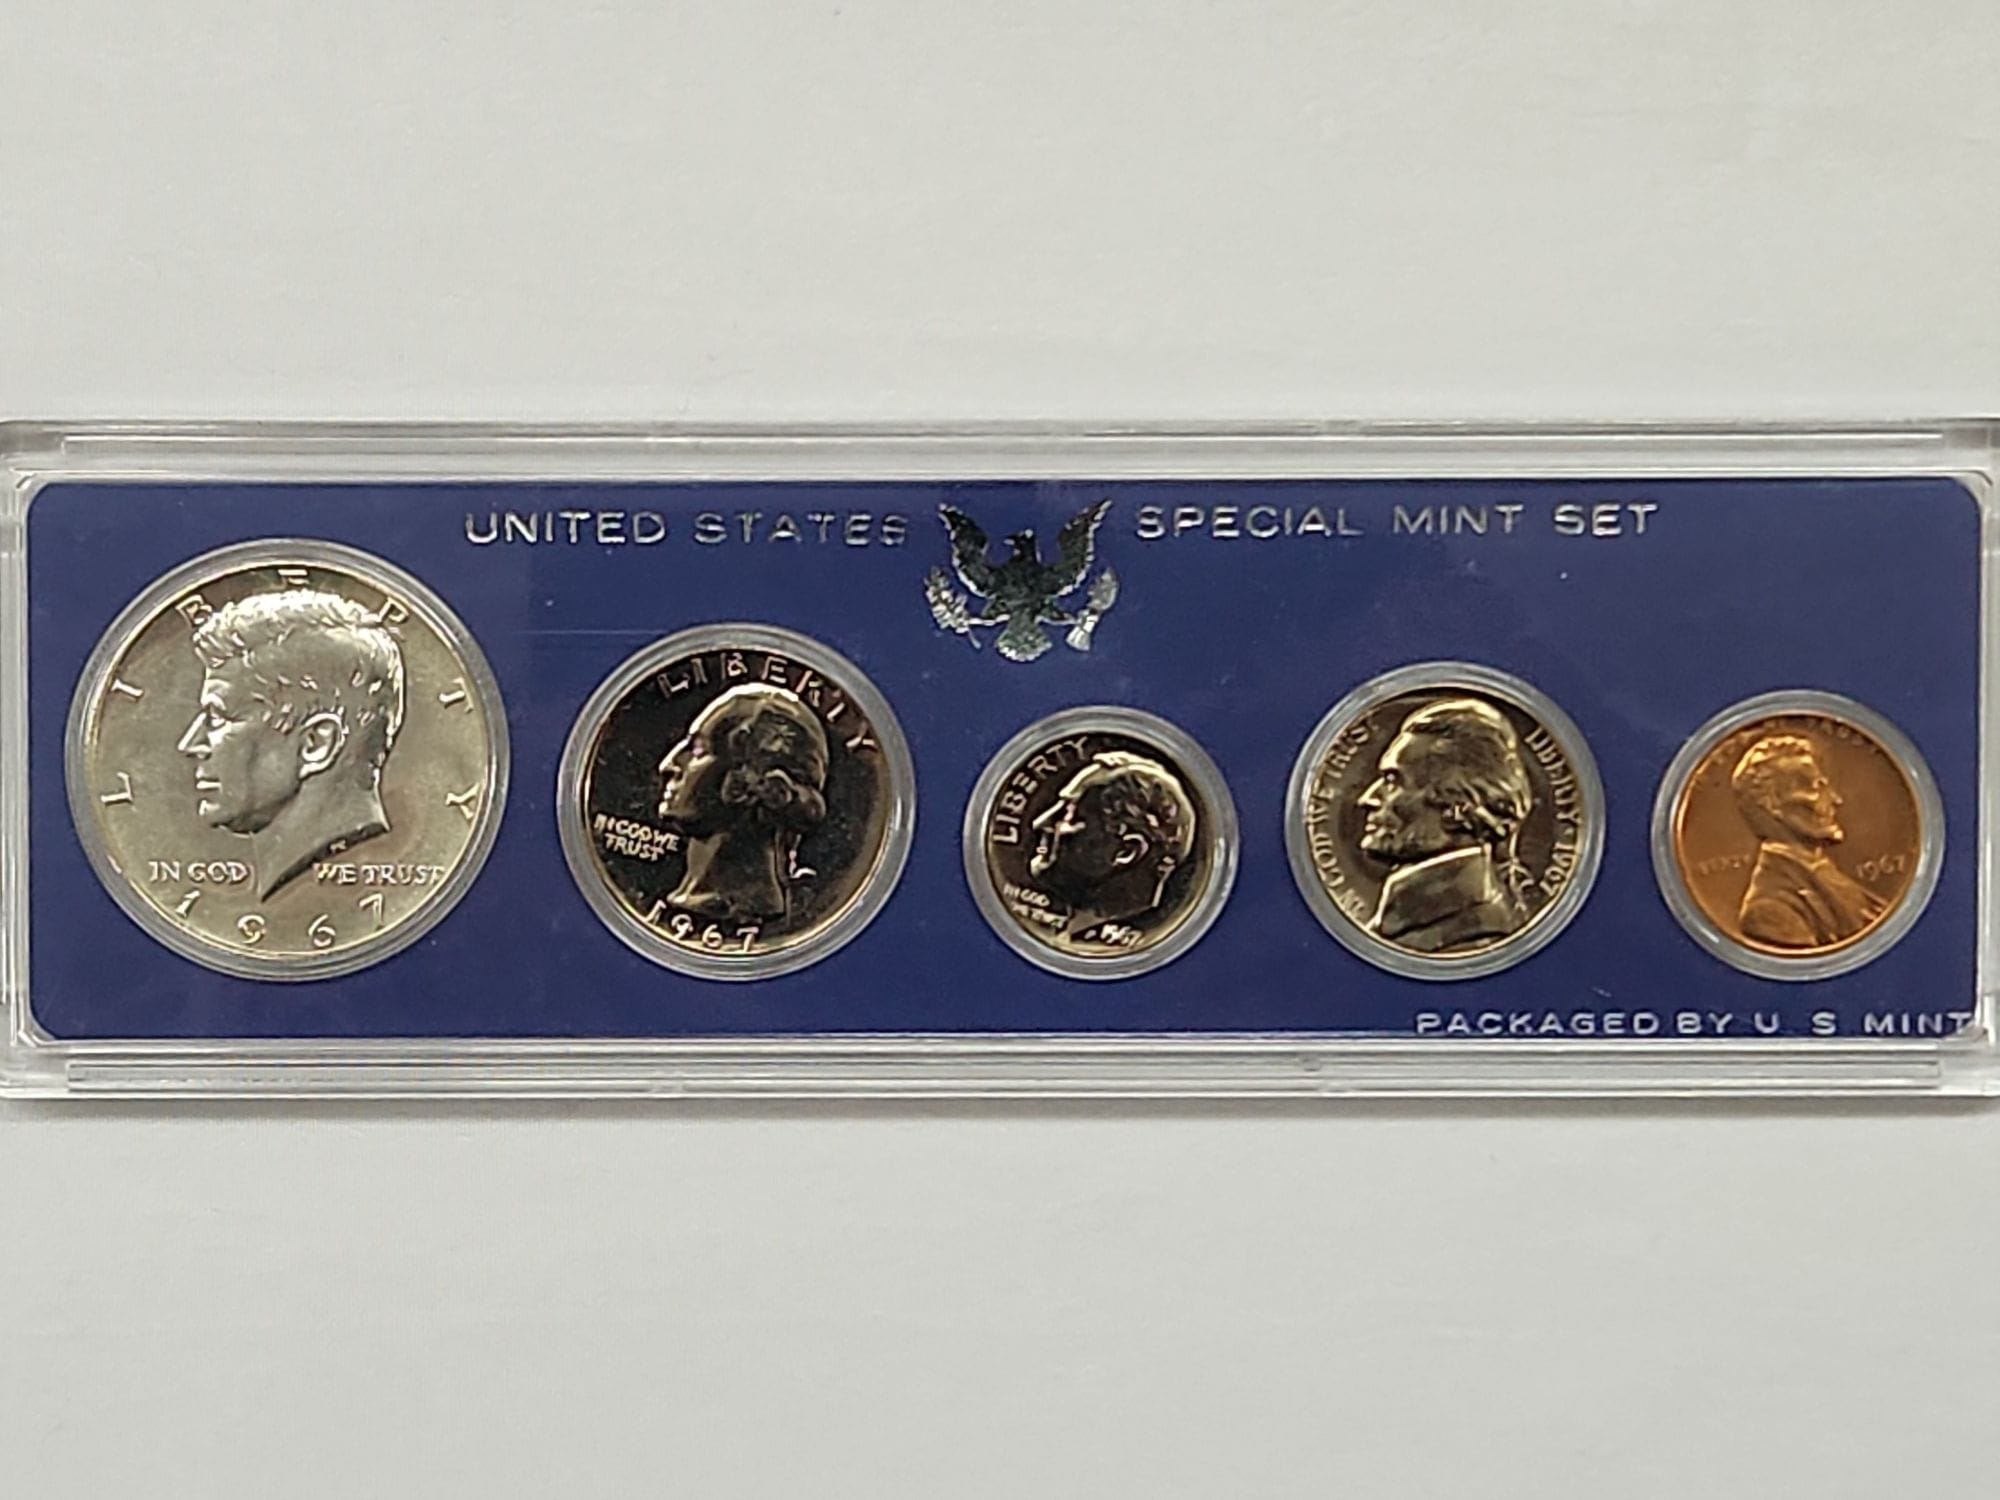 UNITED STATES SPECIAL MINT SET
LIBERTY
IN GOD WE TRUST
1967
LIBERTY
IN GOD WE
TRUST
1967
LIBERTY
IN GOD
WE TRUST
1967
IN GOD WE TRUST
LIBERTY • 1967
LIBERTY
1967
PACKAGED BY U S MINT